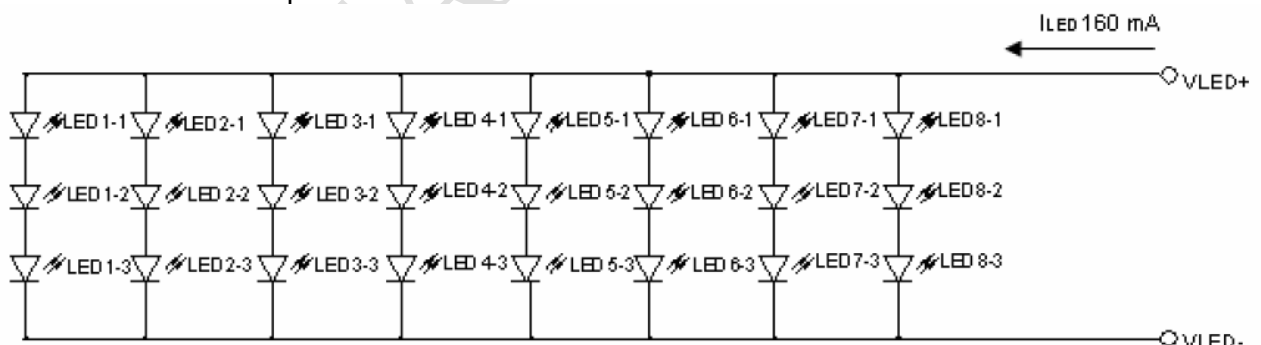 ILED 160 mA
VLED+
LED 1-1 LED 2-1 LED 3-1 LED 4-1 LED 5-1 LED 6-1 LED 7-1 LED 8-1
LED 1-2 LED 2-2 LED 3-2 LED 4-2 LED 5-2 LED 6-2 LED 7-2 LED 8-2
LED 1-3 LED 2-3 LED 3-3 LED 4-3 LED 5-3 LED 6-3 LED 7-3 LED 8-3
VLED-